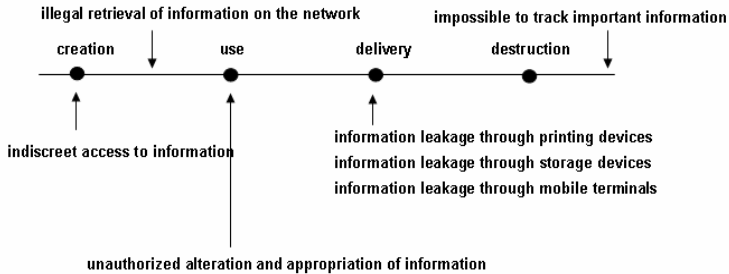 illegal retrieval of information on the network
impossible to track important information
creation
use
delivery
destruction
indiscreet access to information
information leakage through printing devices
information leakage through storage devices
information leakage through mobile terminals
unauthorized alteration and appropriation of information